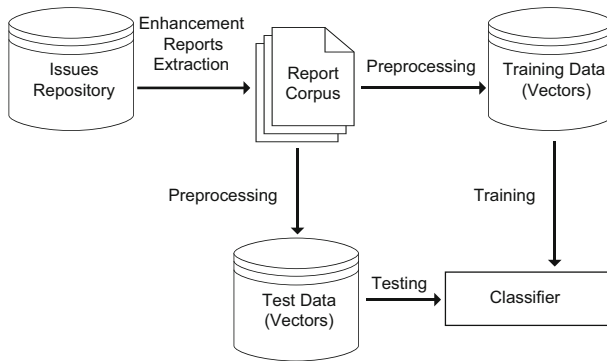 Enhancement
Reports
Extraction
Issues
Repository
Report
Corpus
Preprocessing
Training Data
(Vectors)
Preprocessing
Training
Test Data
(Vectors)
Testing
Classifier